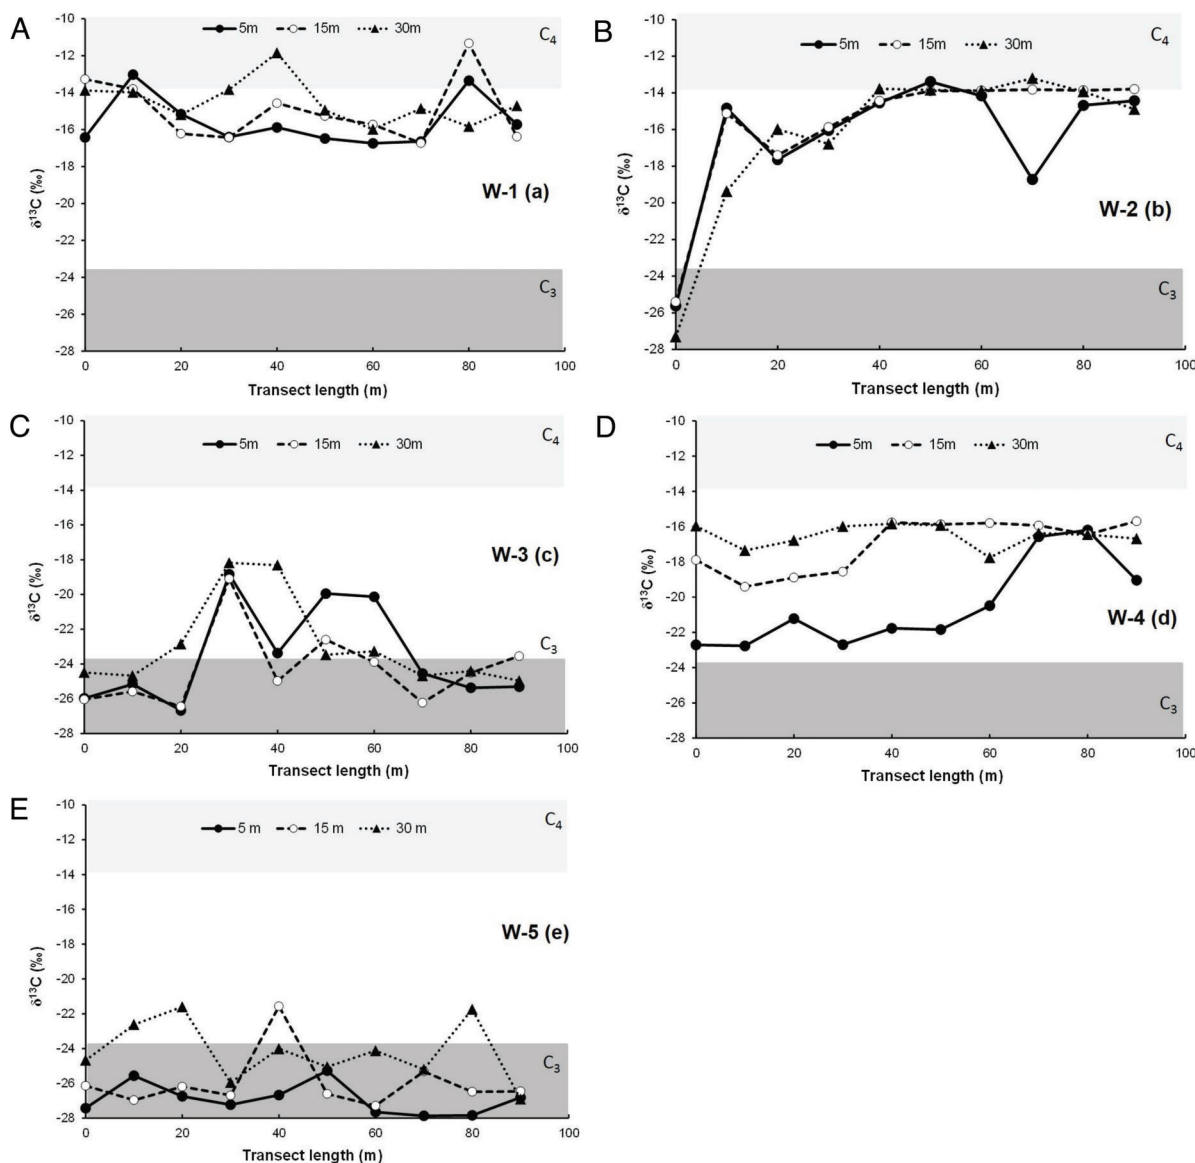 A
5m 15m 30m
C4
-10
-12
-14
-16
-18
-20
-22
-24
-26
-28
δ13C (‰)
W-1 (a)
C3
0 20 40 60 80 100
Transect length (m)
B
5m 15m 30m
C4
-10
-12
-14
-16
-18
-20
-22
-24
-26
-28
δ13C (‰)
W-2 (b)
C3
0 20 40 60 80 100
Transect length (m)
C
5m 15m 30m
C4
-10
-12
-14
-16
-18
-20
-22
-24
-26
-28
δ13C (‰)
W-3 (c)
C3
0 20 40 60 80 100
Transect length (m)
D
5m 15m 30m
C4
-10
-12
-14
-16
-18
-20
-22
-24
-26
-28
δ13C (‰)
W-4 (d)
C3
0 20 40 60 80 100
Transect length (m)
E
5 m 15 m 30 m
C4
-10
-12
-14
-16
-18
-20
-22
-24
-26
-28
δ13C (‰)
W-5 (e)
C3
0 20 40 60 80 100
Transect length (m)